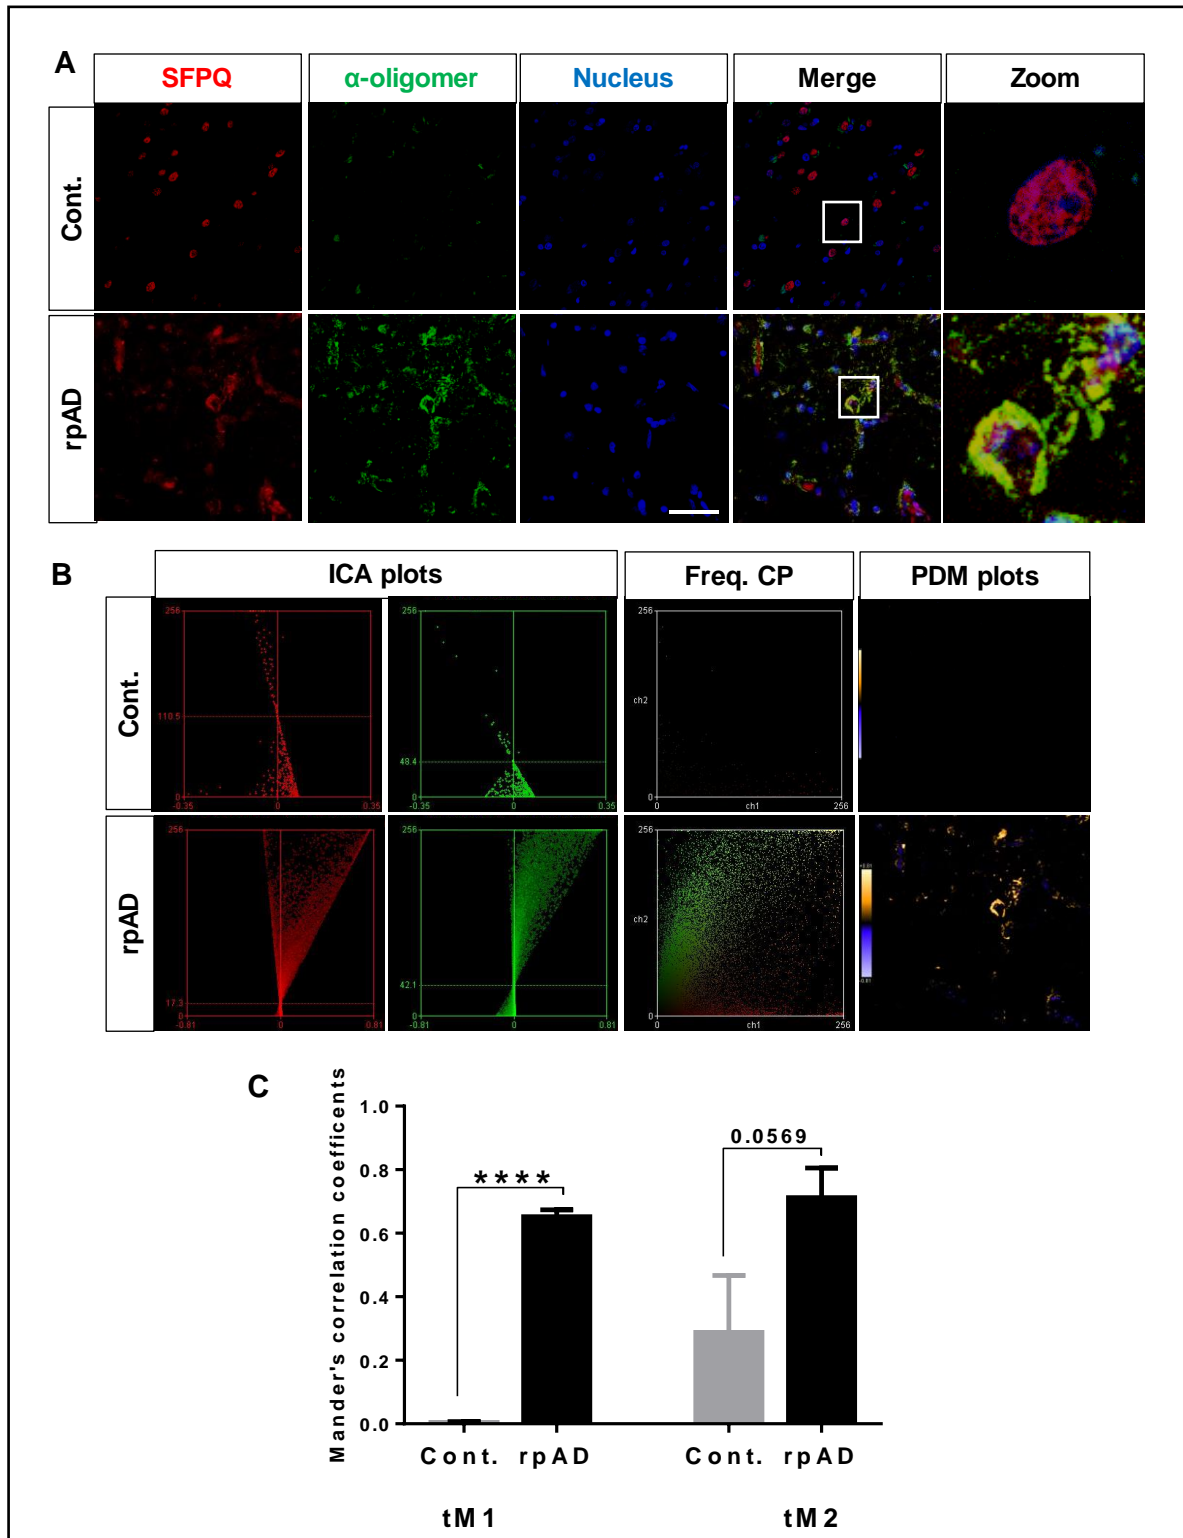 A
SFPQ
α-oligomer
Nucleus
Merge
Zoom
Cont.
rpAD
B
ICA plots
Freq. CP
PDM plots
Cont.
256
110.5
0
-0.35
0
0.35
256
48.4
0
-0.35
0
0.35
256
ch2
0
0
ch1
256
rpAD
256
17.3
0
-0.81
0
0.81
256
42.1
0
-0.81
0
0.81
256
ch2
0
0
ch1
256
+0.81
-0.81
C
Mander's correlation coefficents
1.0
0.8
0.6
0.4
0.2
0.0
****
0.0569
Cont. rpAD
Cont. rpAD
tM1
tM2